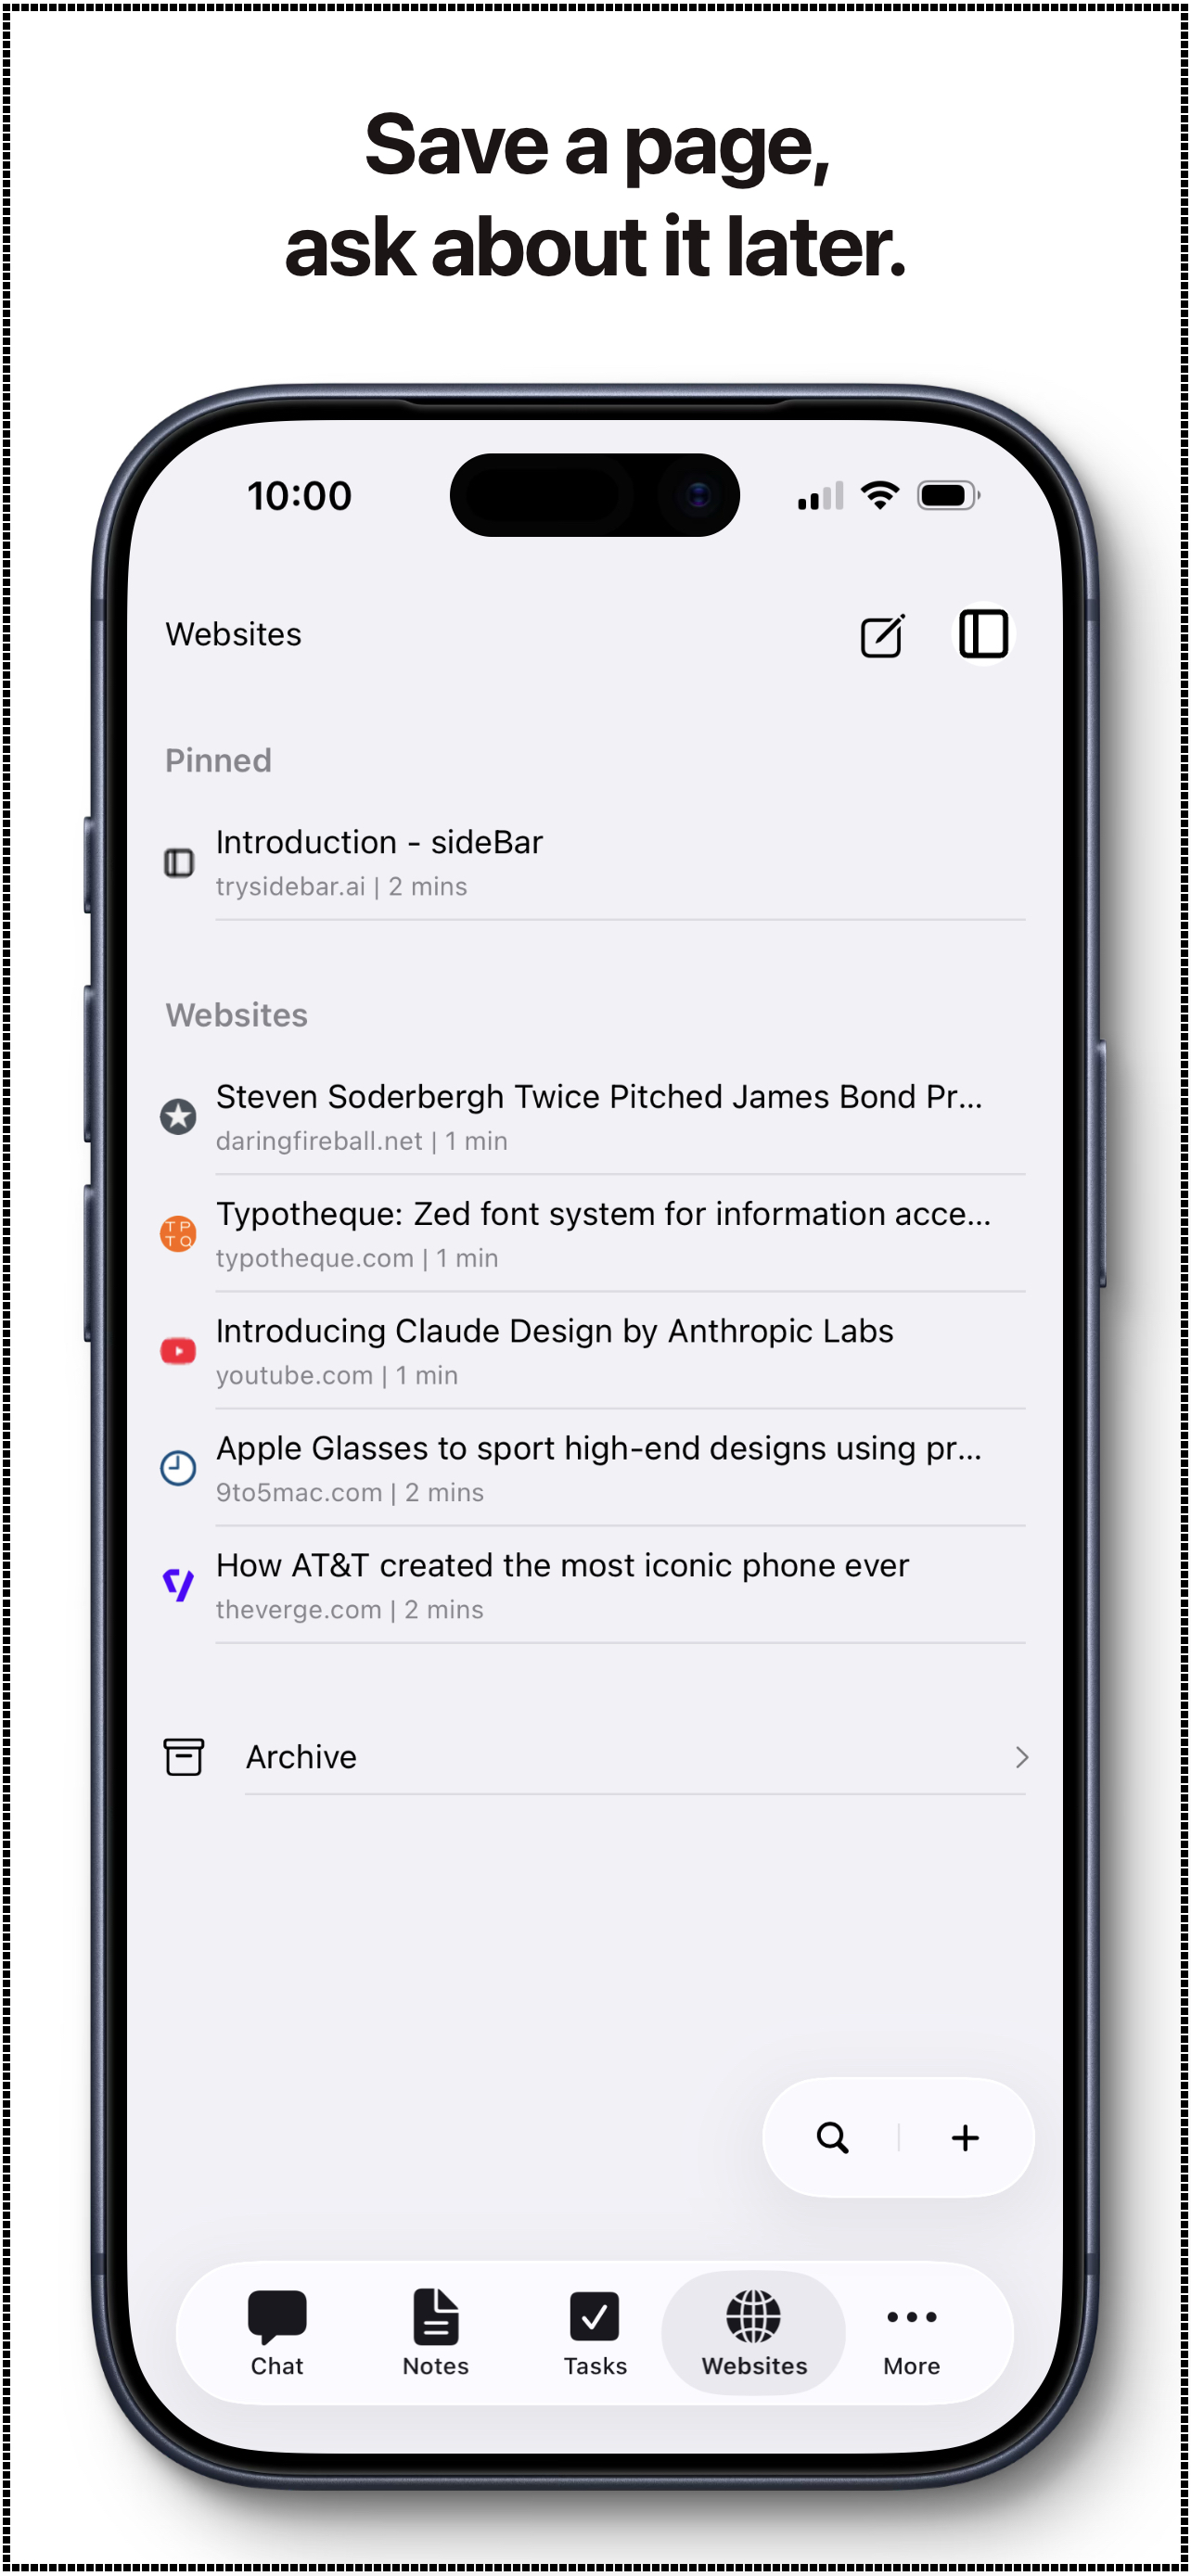 Save a page,
ask about it later.
10:00
Websites
Pinned
Introduction - sideBar
trysidebar.ai | 2 mins
Websites
Steven Soderbergh Twice Pitched James Bond Pr...
daringfireball.net | 1 min
TP
TQ
Typotheque: Zed font system for information acce...
typotheque.com | 1 min
Introducing Claude Design by Anthropic Labs
youtube.com | 1 min
Apple Glasses to sport high-end designs using pr...
9to5mac.com | 2 mins
How AT&T created the most iconic phone ever
theverge.com | 2 mins
Archive
Chat Notes Tasks Websites More